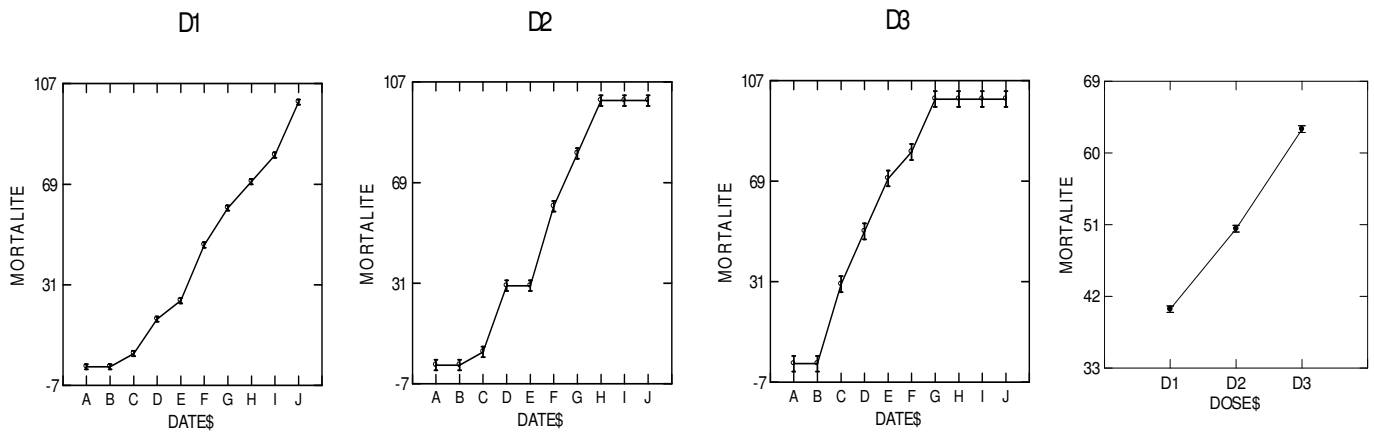 D1
107
69
31
-7
MORTALITE
A B C D E F G H I J
DATE$
D2
107
69
31
-7
MORTALITE
A B C D E F G H I J
DATE$
D3
107
69
31
-7
MORTALITE
A B C D E F G H I J
DATE$
69
60
51
42
33
MORTALITE
D1 D2 D3
DOSE$